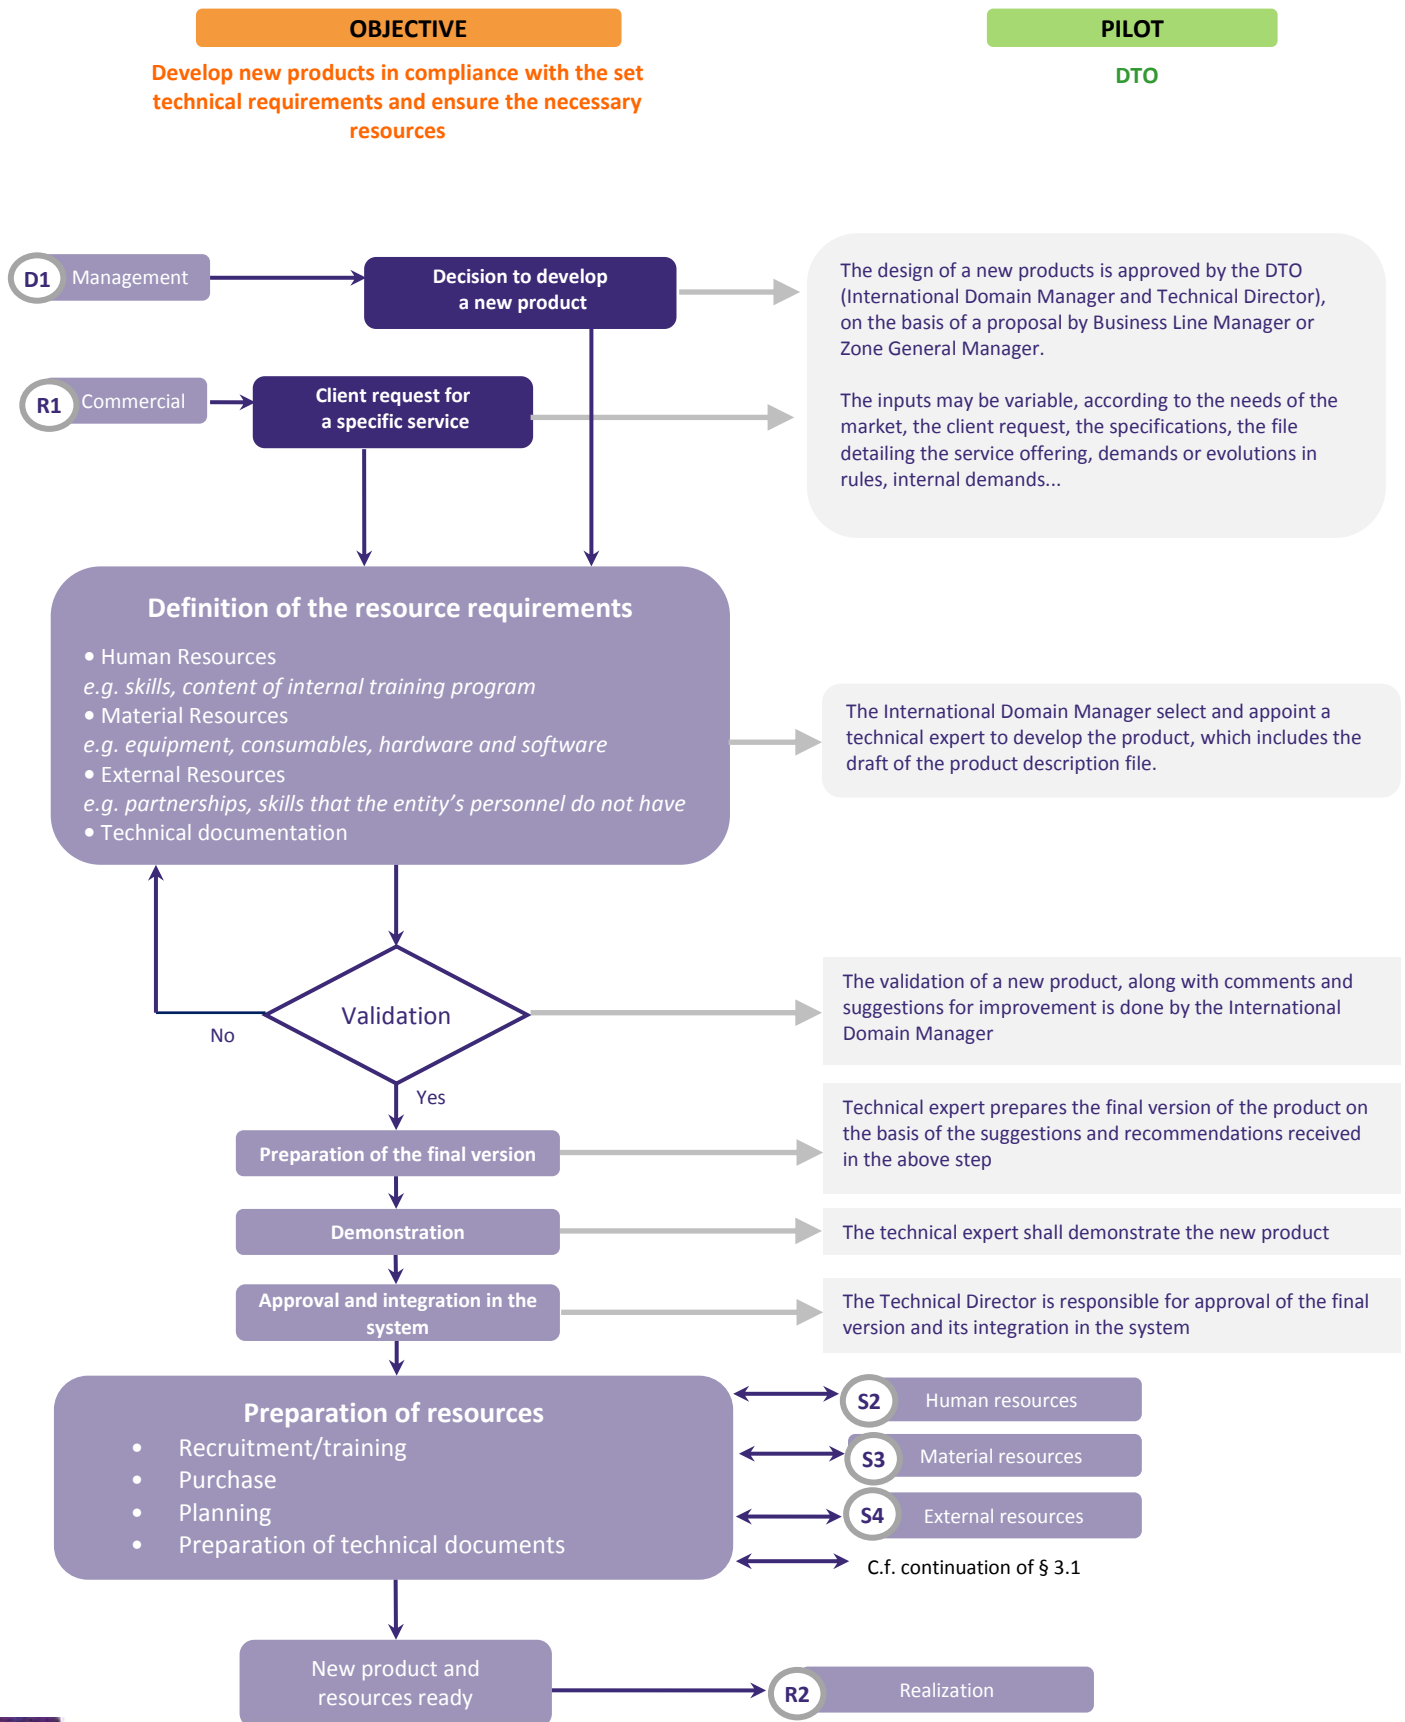 OBJECTIVE
PILOT
Develop new products in compliance with the set
technical requirements and ensure the necessary
resources
DTO
D1
Management
Decision to develop
a new product
The design of a new products is approved by the DTO
(International Domain Manager and Technical Director),
on the basis of a proposal by Business Line Manager or
Zone General Manager.
R1
Commercial
Client request for
a specific service
The inputs may be variable, according to the needs of the
market, the client request, the specifications, the file
detailing the service offering, demands or evolutions in
rules, internal demands...
Definition of the resource requirements
• Human Resources
e.g. skills, content of internal training program
• Material Resources
e.g. equipment, consumables, hardware and software
• External Resources
e.g. partnerships, skills that the entity's personnel do not have
• Technical documentation
The International Domain Manager select and appoint a
technical expert to develop the product, which includes the
draft of the product description file.
Validation
No
Yes
The validation of a new product, along with comments and
suggestions for improvement is done by the International
Domain Manager
Preparation of the final version
Technical expert prepares the final version of the product on
the basis of the suggestions and recommendations received
in the above step
Demonstration
The technical expert shall demonstrate the new product
Approval and integration in the
system
The Technical Director is responsible for approval of the final
version and its integration in the system
Preparation of resources
• Recruitment/training
• Purchase
• Planning
• Preparation of technical documents
S2
Human resources
S3
Material resources
S4
External resources
C.f. continuation of § 3.1
New product and
resources ready
R2
Realization